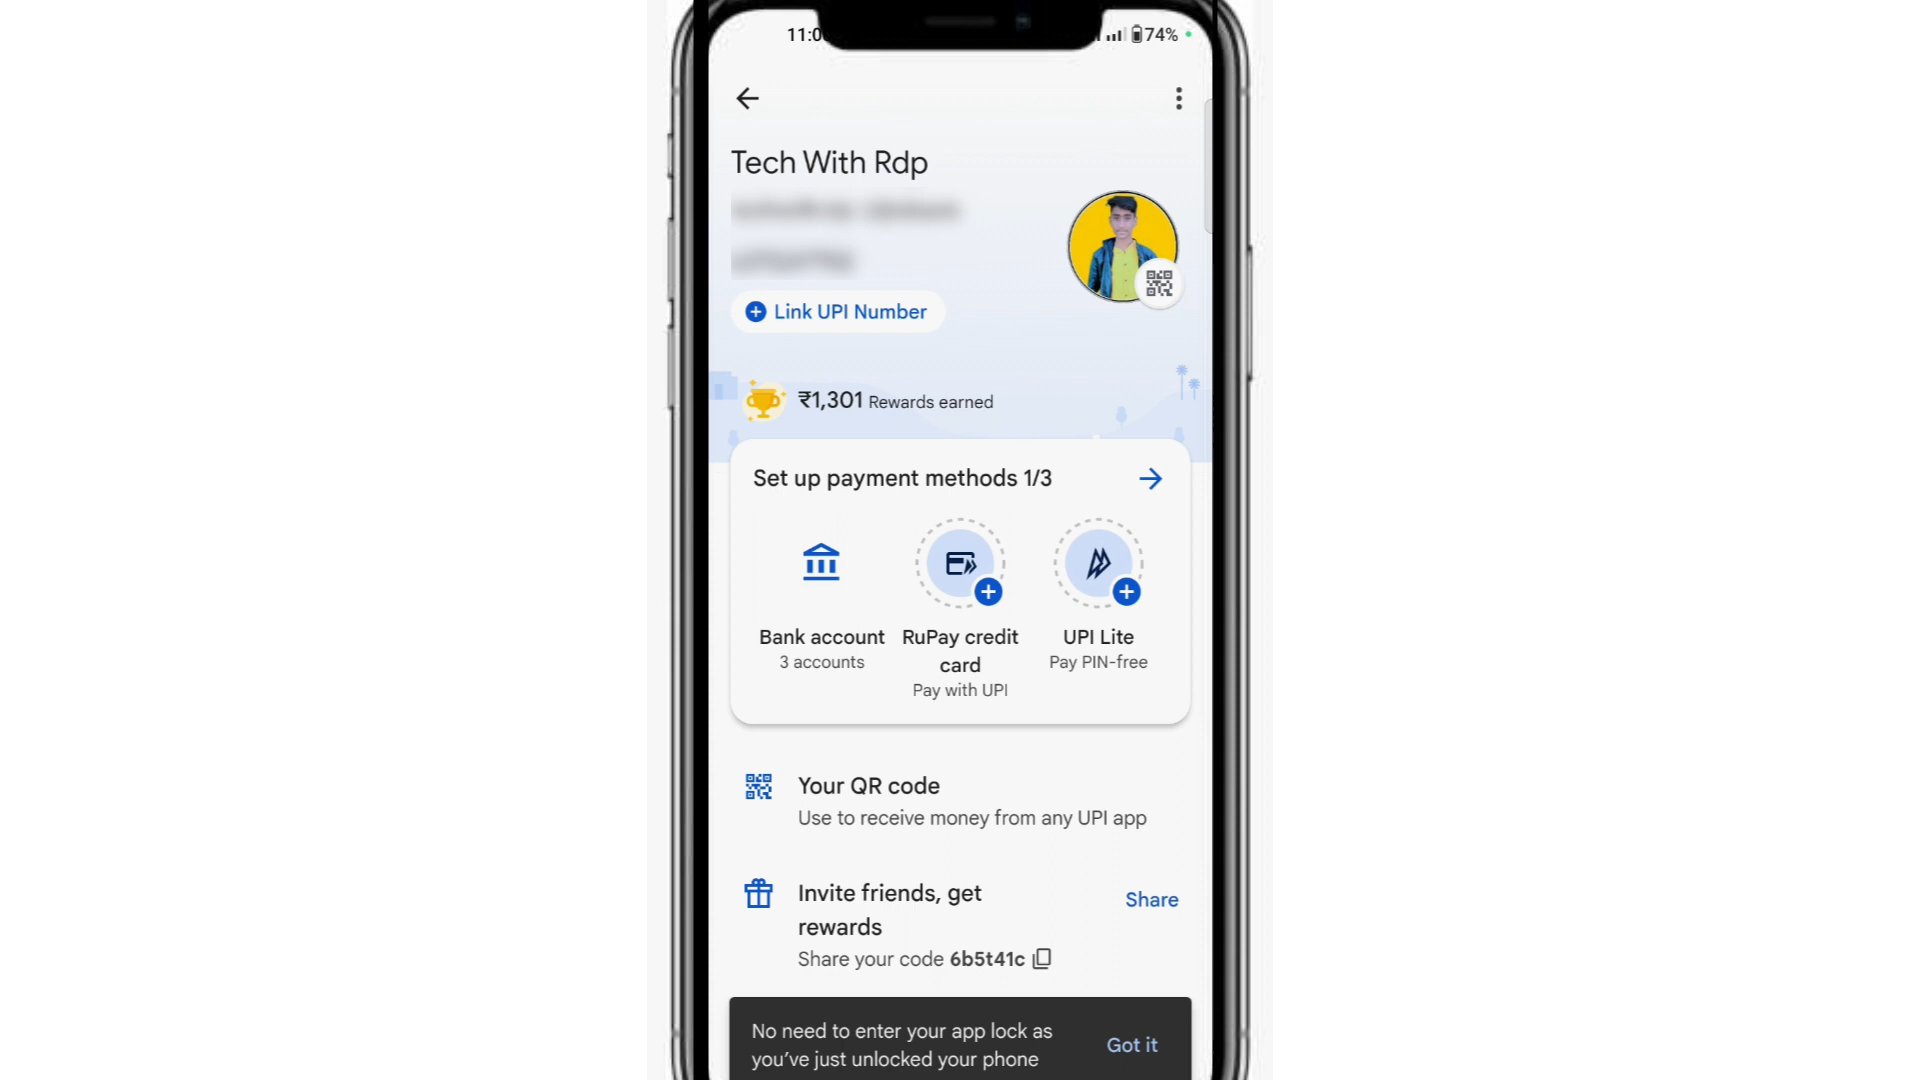 74%
Tech With Rdp
Link UPI Number
₹1,301 Rewards earned
Set up payment methods 1/3
Bank account
3 accounts
RuPay credit
card
Pay with UPI
UPI Lite
Pay PIN-free
Your QR code
Use to receive money from any UPI app
Invite friends, get
rewards
Share
Share your code 6b5t41c
No need to enter your app lock as
you've just unlocked your phone
Got it